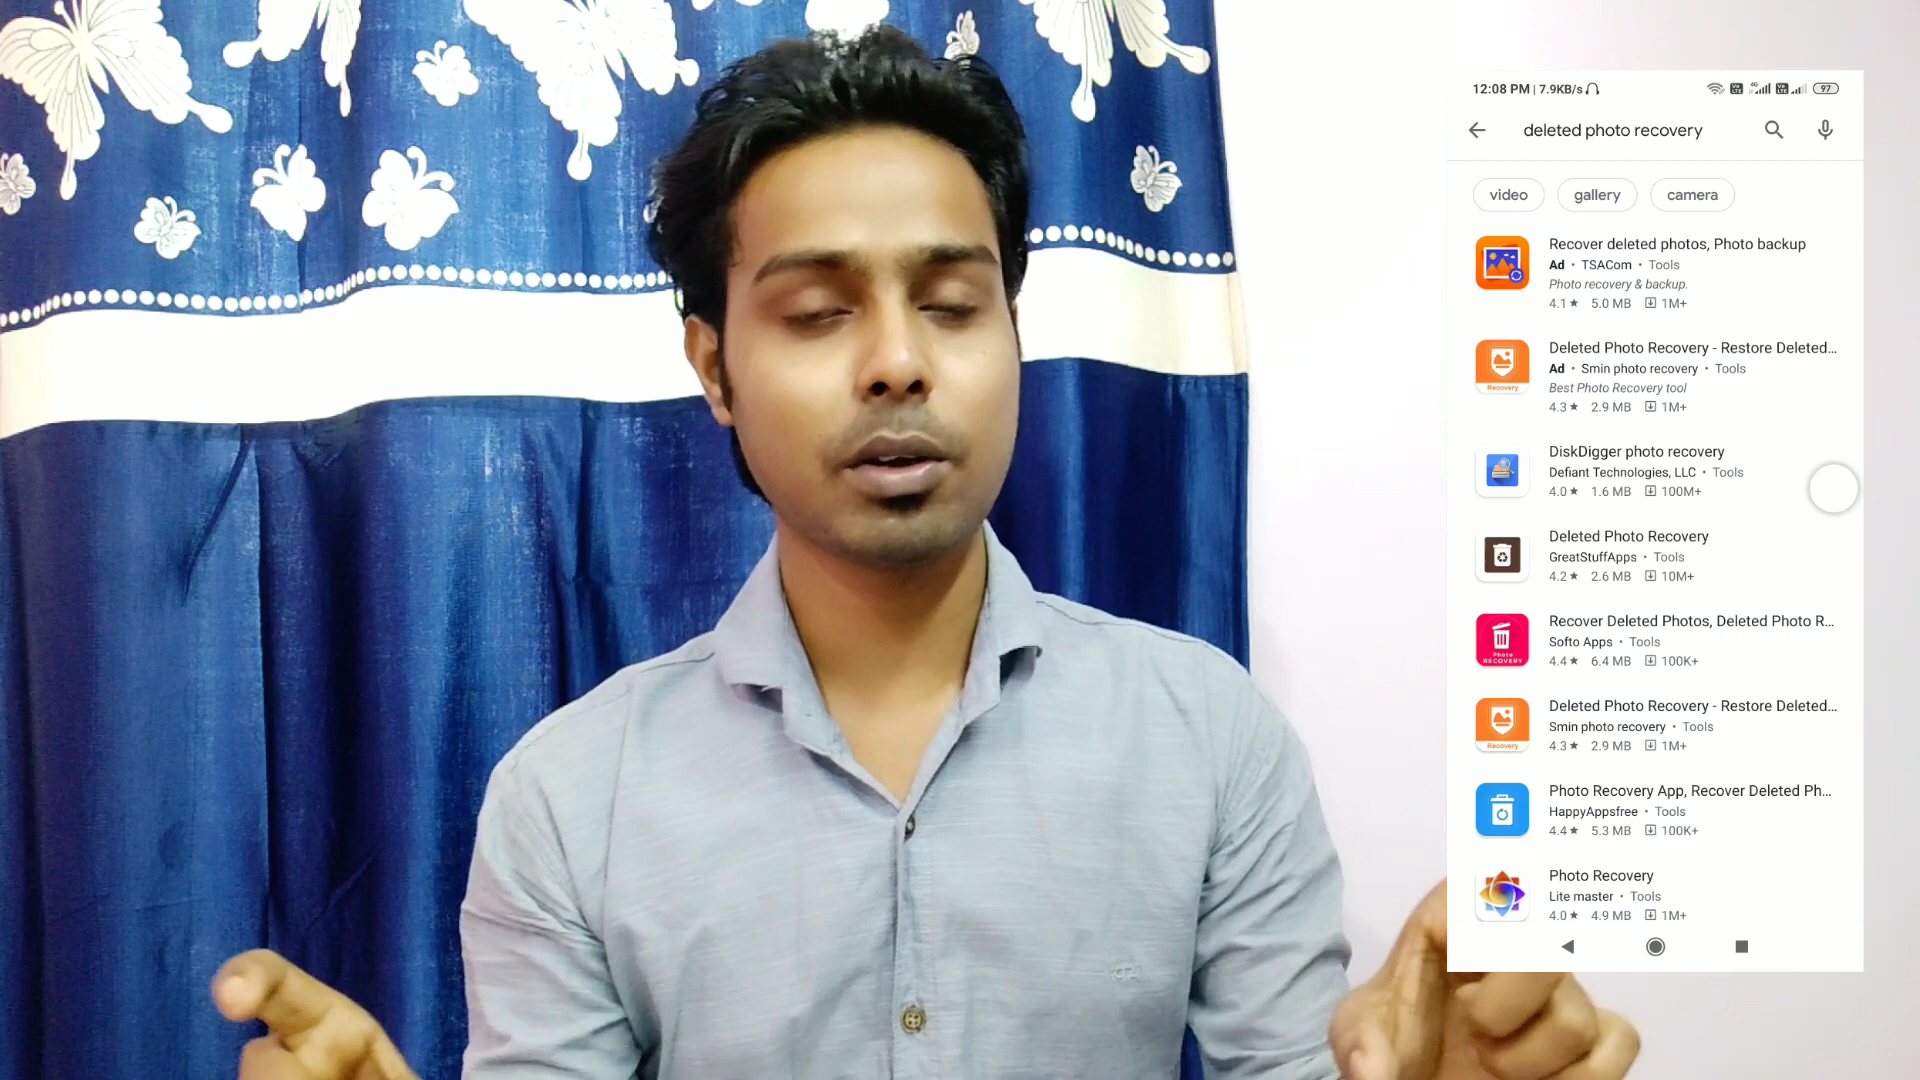 12:08 PM | 7.9KB/s
97
deleted photo recovery
video gallery camera
Recover deleted photos, Photo backup
Ad • TSACom • Tools
Photo recovery & backup.
4.1★ 5.0 MB 1M+
Deleted Photo Recovery - Restore Deleted...
Ad • Smin photo recovery • Tools
Best Photo Recovery tool
4.3★ 2.9 MB 1M+
Recovery
DiskDigger photo recovery
Defiant Technologies, LLC • Tools
4.0★ 1.6 MB 100M+
Deleted Photo Recovery
GreatStuffApps • Tools
4.2★ 2.6 MB 10M+
Recover Deleted Photos, Deleted Photo R...
Softo Apps • Tools
4.4★ 6.4 MB 100K+
Photo
RECOVERY
Deleted Photo Recovery - Restore Deleted...
Smin photo recovery • Tools
4.3★ 2.9 MB 1M+
Recovery
Photo Recovery App, Recover Deleted Ph...
HappyAppsfree • Tools
4.4★ 5.3 MB 100K+
Photo Recovery
Lite master • Tools
4.0★ 4.9 MB 1M+